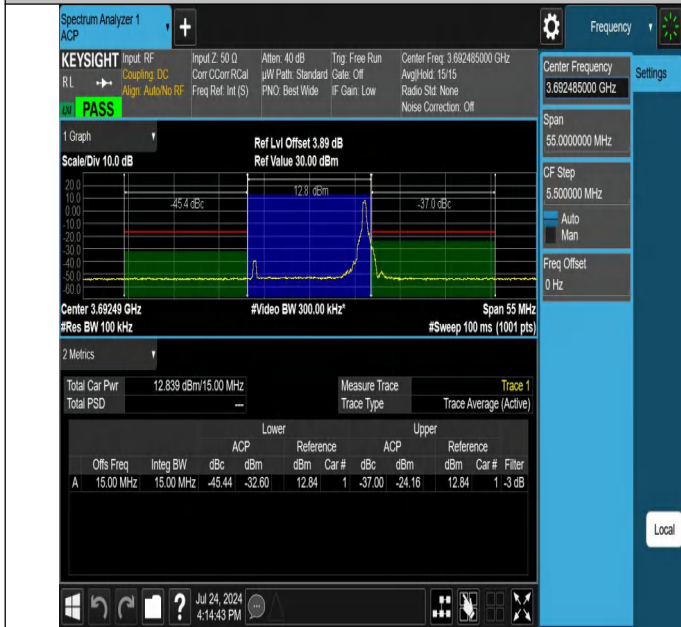 Spectrum Analyzer 1
ACP
Frequency
KEYSIGHT
RL
LXI
PASS
Input: RF
Coupling: DC
Align: Auto/No RF
Input Z: 50 Ω
Corr CCorr RCal
Freq Ref: Int (S)
Atten: 40 dB
µW Path: Standard
PNO: Best Wide
Trig: Free Run
Gate: Off
IF Gain: Low
Center Freq: 3.692485000 GHz
Avg|Hold: 15/15
Radio Std: None
Noise Correction: Off
Center Frequency
3.692485000 GHz
Settings
Span
55.0000000 MHz
CF Step
5.500000 MHz
Auto
Man
Freq Offset
0 Hz
1 Graph
Scale/Div 10.0 dB
Ref Lvl Offset 3.89 dB
Ref Value 30.00 dBm
20.0
10.0
0.00
-10.0
-20.0
-30.0
-40.0
-50.0
-60.0
-45.4 dBc
12.8 dBm
-37.0 dBc
Center 3.69249 GHz
#Video BW 300.00 kHz*
Span 55 MHz
#Res BW 100 kHz
#Sweep 100 ms (1001 pts)
2 Metrics
Total Car Pwr 12.839 dBm/15.00 MHz
Total PSD ---
Measure Trace Trace 1
Trace Type Trace Average (Active)
Lower Upper
ACP Reference ACP Reference
Offs Freq Integ BW dBc dBm dBm Car # dBc dBm dBm Car # Filter
A 15.00 MHz 15.00 MHz -45.44 -32.60 12.84 1 -37.00 -24.16 12.84 1 -3 dB
Local
?
Jul 24, 2024
4:14:43 PM